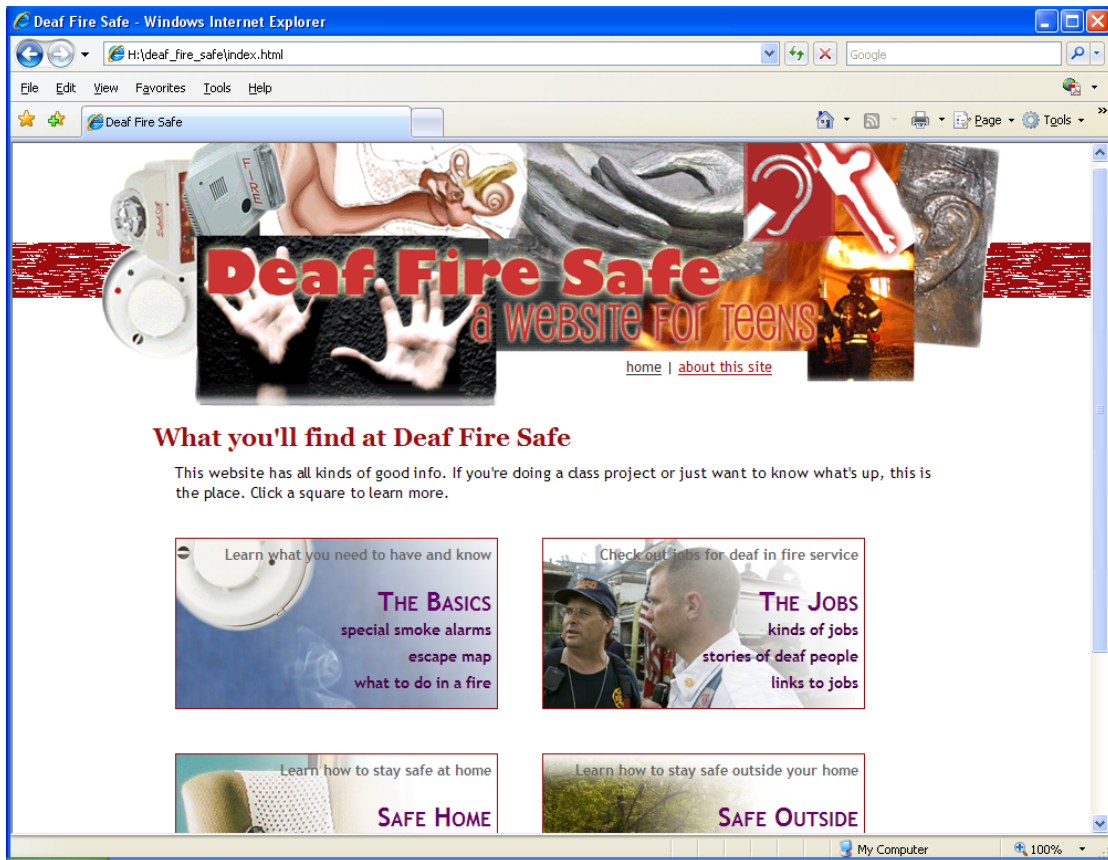 Deaf Fire Safe - Windows Internet Explorer
H:\deaf_fire_safe\index.html
Google
File Edit View Favorites Tools Help
Deaf Fire Safe
Page Tools »
FIRE
Deaf Fire Safe
a website for teens
home | about this site
What you'll find at Deaf Fire Safe
This website has all kinds of good info. If you're doing a class project or just want to know what's up, this is
the place. Click a square to learn more.
Learn what you need to have and know
The Basics
special smoke alarms
escape map
what to do in a fire
Check out jobs for deaf in fire service
The Jobs
kinds of jobs
stories of deaf people
links to jobs
Learn how to stay safe at home
Safe Home
Learn how to stay safe outside your home
Safe Outside
My Computer
100%